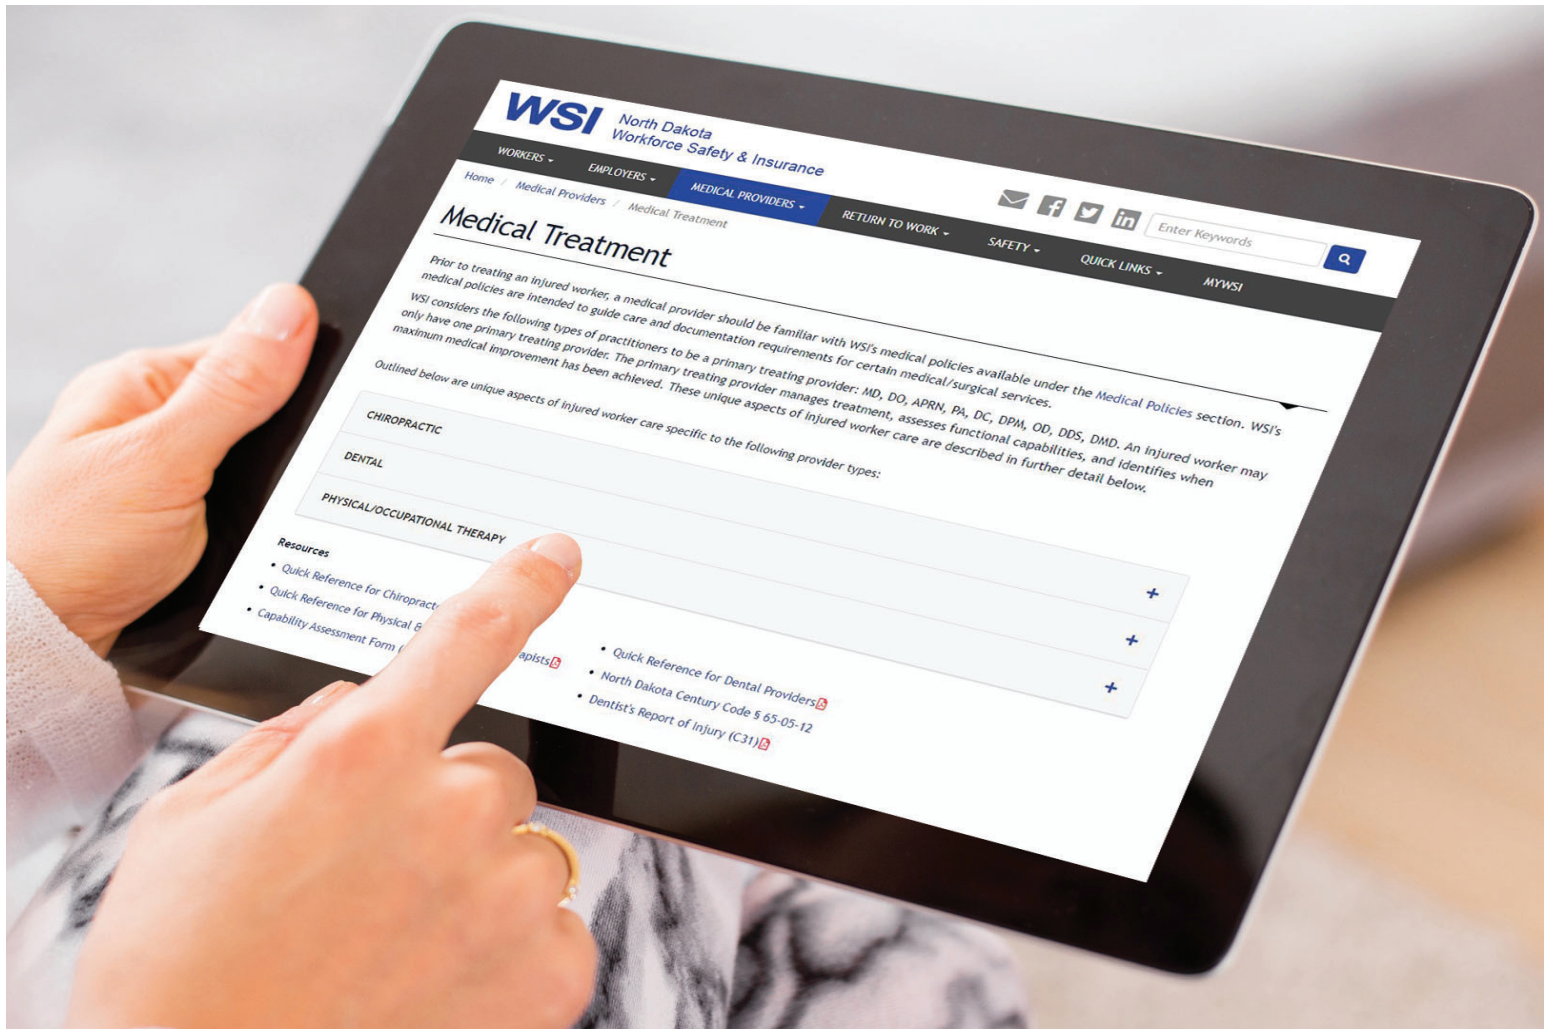 WSI
North Dakota
Workforce Safety & Insurance
Enter Keywords
WORKERS
EMPLOYERS
MEDICAL PROVIDERS
RETURN TO WORK
SAFETY
QUICK LINKS
MYWSI
Home / Medical Providers / Medical Treatment
Medical Treatment
Prior to treating an injured worker, a medical provider should be familiar with WSI's medical policies available under the Medical Policies section. WSI's
medical policies are intended to guide care and documentation requirements for certain medical/surgical services.
WSI considers the following types of practitioners to be a primary treating provider: MD, DO, APRN, PA, DC, DPM, OD, DDS, DMD. An injured worker may
only have one primary treating provider. The primary treating provider manages treatment, assesses functional capabilities, and identifies when
maximum medical improvement has been achieved. These unique aspects of injured worker care are described in further detail below.
Outlined below are unique aspects of injured worker care specific to the following provider types:
CHIROPRACTIC +
DENTAL +
PHYSICAL/OCCUPATIONAL THERAPY +
Resources
• Quick Reference for
• Quick Reference for Physical &
• Capability Assessment Form
• Quick Reference for Dental Providers
• North Dakota Century Code § 65-05-12
• Dentist's Report of Injury (C31)